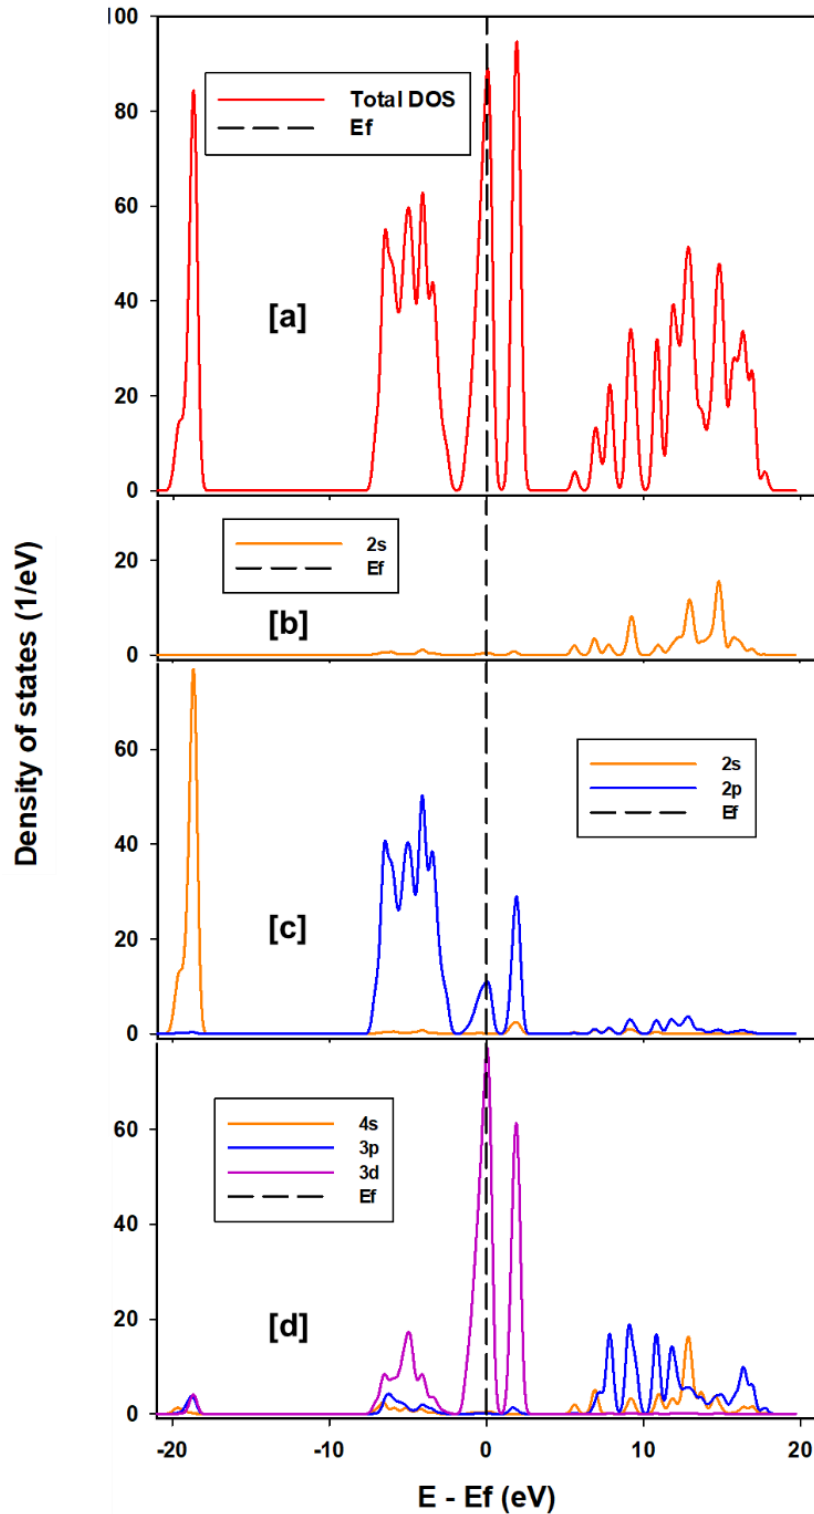 Density of states (1/eV)
100
80
60
40
20
0
Total DOS
Ef
[a]
20
0
2s
Ef
[b]
60
40
20
0
2s
2p
Ef
[c]
60
40
20
0
4s
3p
3d
Ef
[d]
-20 -10 0 10 20
E - Ef (eV)